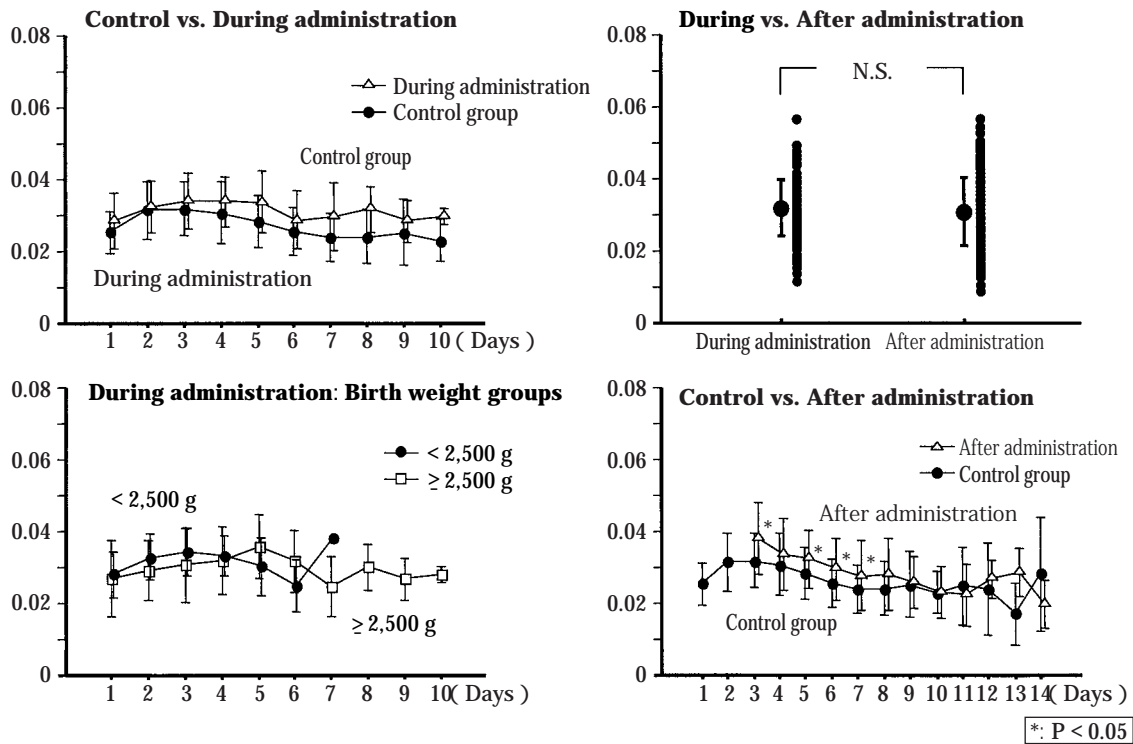 Control vs. During administration
0.08
0.06
0.04
0.02
0
During administration
Control group
Control group
During administration
1 2 3 4 5 6 7 8 9 10 ( Days )
During vs. After administration
0.08
0.06
0.04
0.02
0
N.S.
During administration After administration
During administration: Birth weight groups
0.08
0.06
0.04
0.02
0
< 2,500 g
≥ 2,500 g
< 2,500 g
≥ 2,500 g
1 2 3 4 5 6 7 8 9 10 ( Days )
Control vs. After administration
0.08
0.06
0.04
0.02
0
After administration
Control group
After administration
* * * *
Control group
1 2 3 4 5 6 7 8 9 10 11 12 13 14 ( Days )
*: P < 0.05